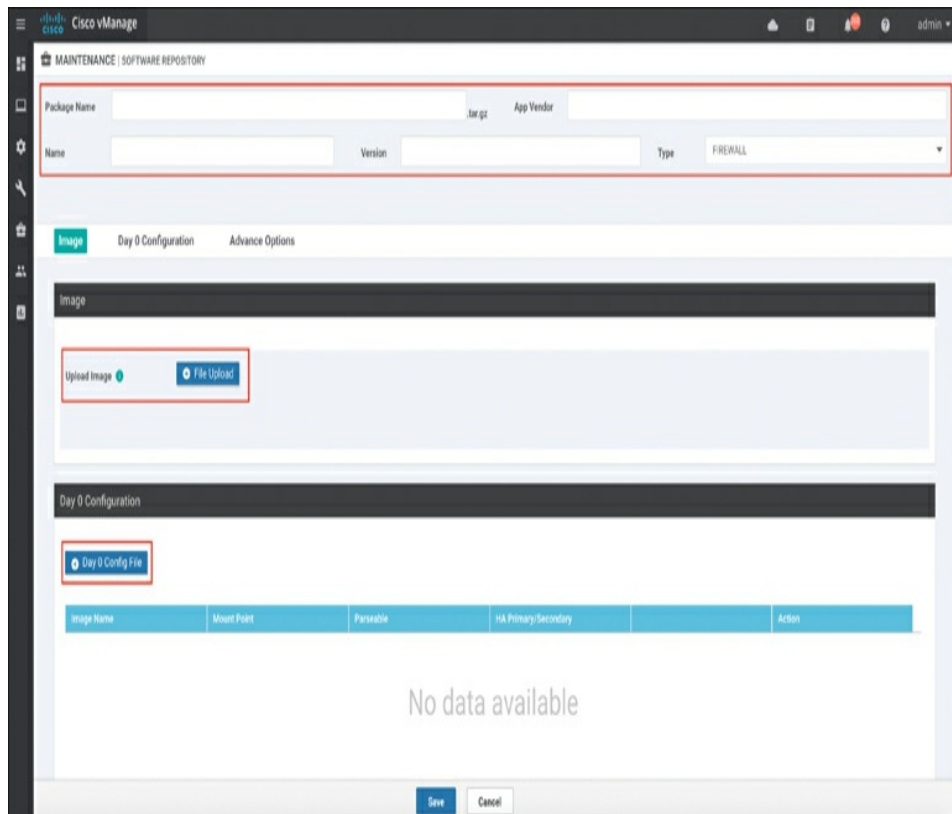 cisco Cisco vManage admin
MAINTENANCE | SOFTWARE REPOSITORY
Package Name .tar.gz App Vendor
Name Version Type FIREWALL
Image Day 0 Configuration Advance Options
Image
Upload Image File Upload
Day 0 Configuration
Day 0 Config File
Image Name Mount Point Parseable HA Primary/Secondary Action
No data available
Save Cancel